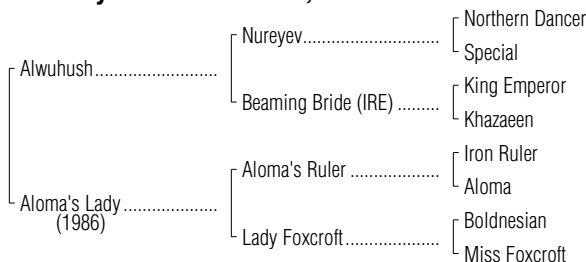 Northern Dancer
Nureyev
Special
Alwuhush
King Emperor
Beaming Bride (IRE)
Khazaeen
Iron Ruler
Aloma's Ruler
Aloma
Aloma's Lady
(1986)
Boldnesian
Lady Foxcroft
Miss Foxcroft